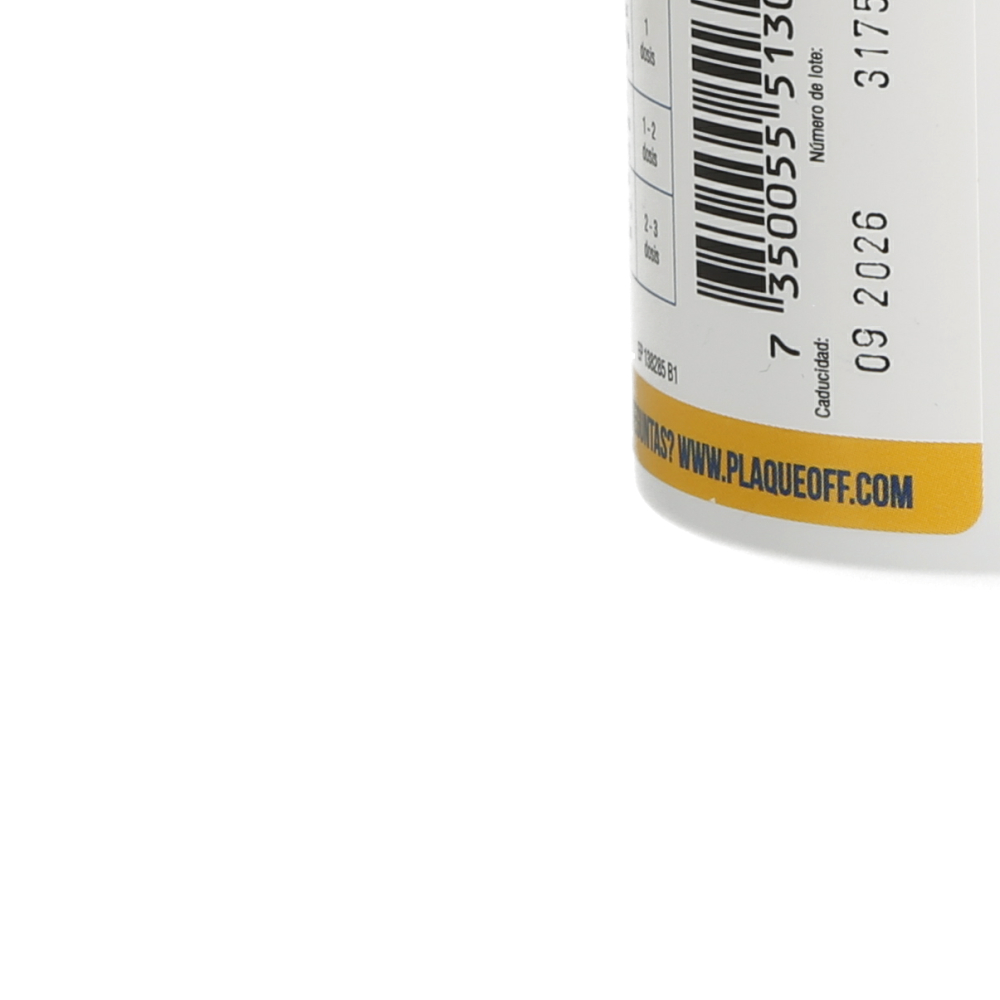 1
dosis
1-2
dosis
2-3
dosis
7 350055 5130
Número de lote:
3175
Caducidad:
09 2026
EP 138285 B1
WWW.PLAQUEOFF.COM